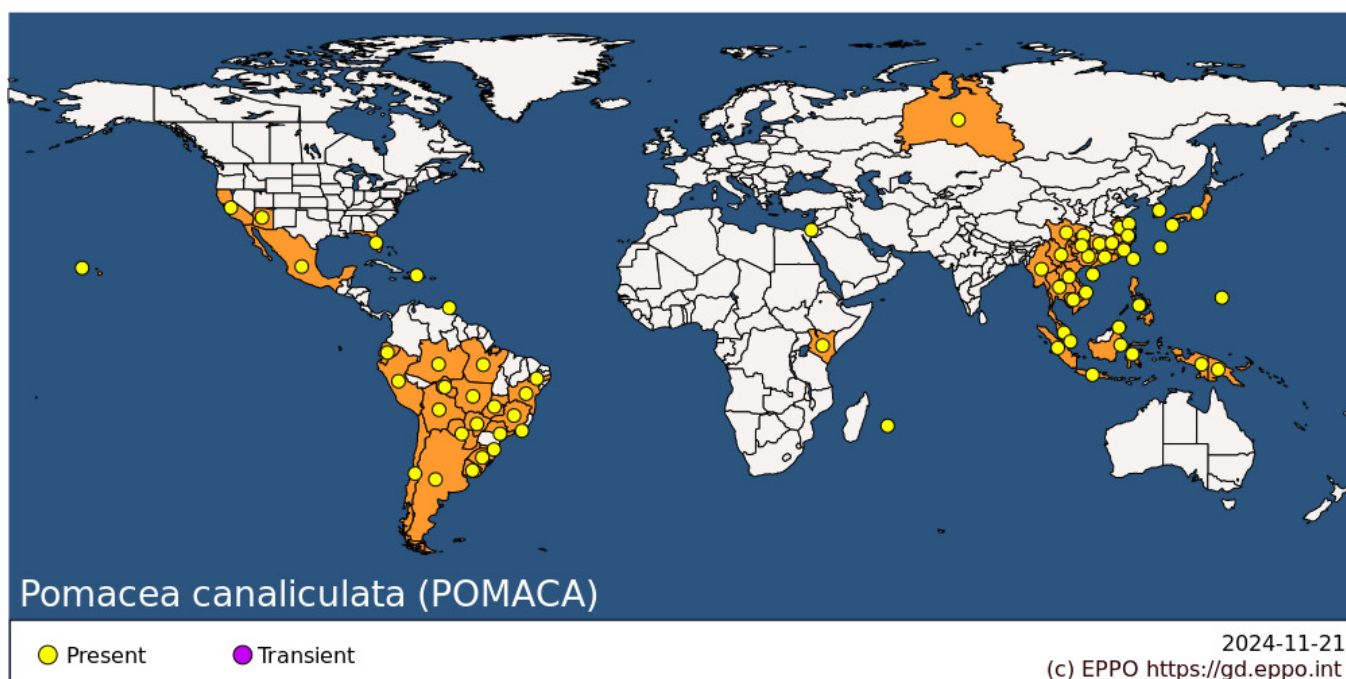 Pomacea canaliculata (POMACA)
Present
Transient
2024-11-21
(c) EPPO https://gd.eppo.int